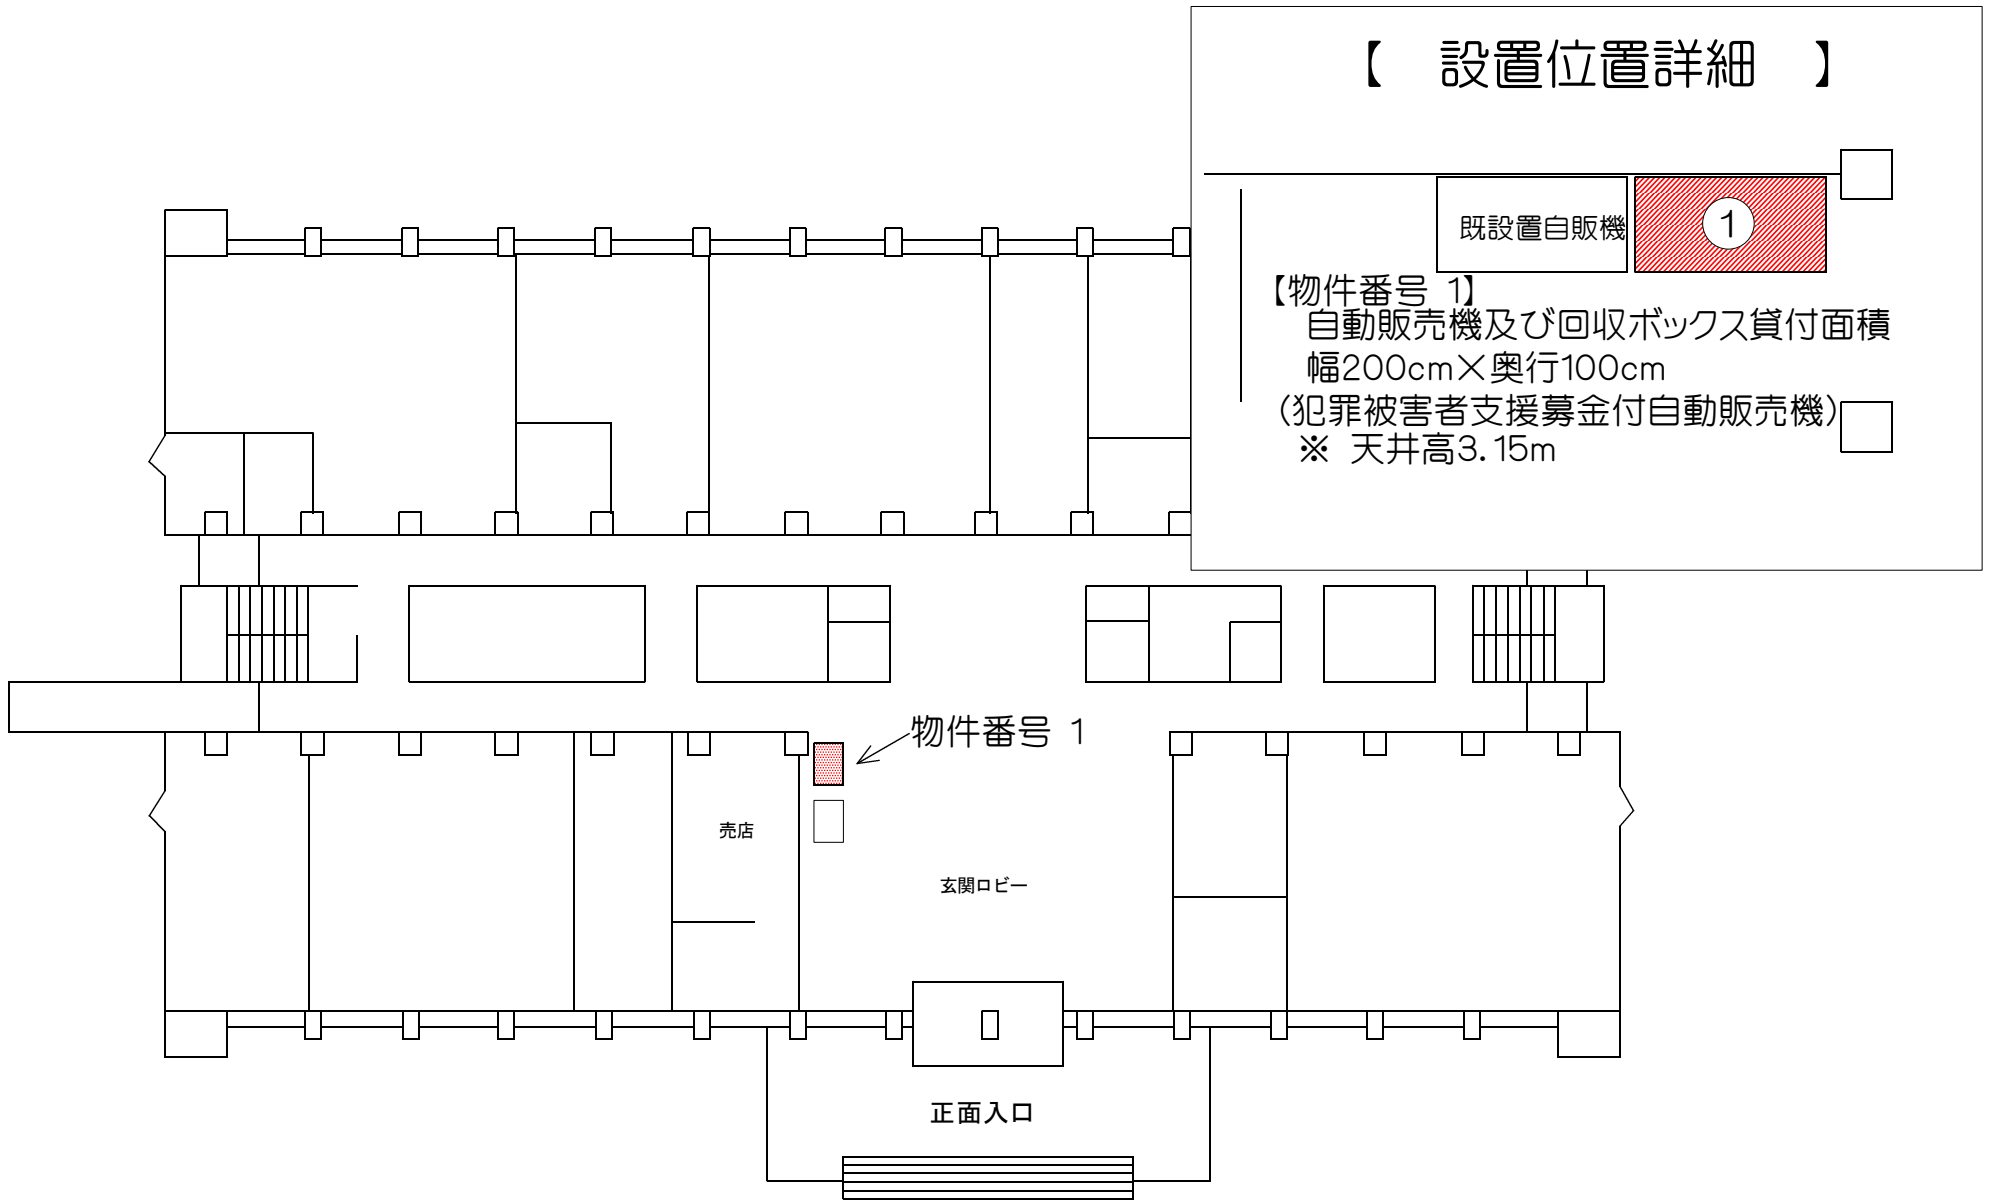 【 設置位置詳細 】
既設置自販機
1
【物件番号 1】
自動販売機及び回収ボックス貸付面積
幅200cm×奥行100cm
(犯罪被害者支援募金付自動販売機)
※ 天井高3.15m
物件番号 1
売店
玄関ロビー
正面入口